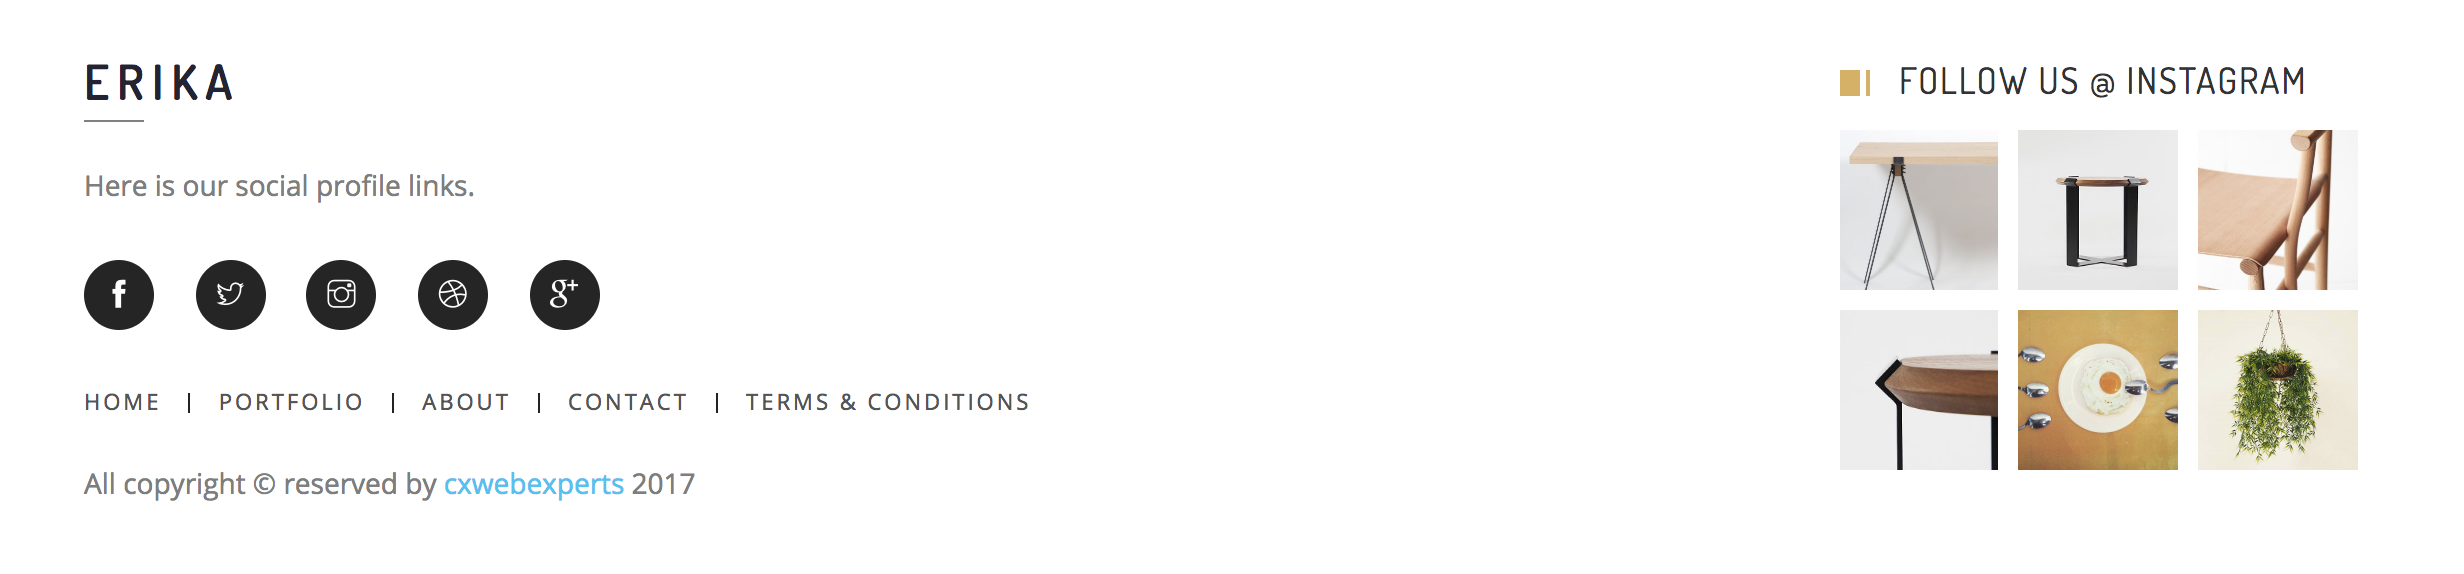 ERIKA
Here is our social profile links.
HOME | PORTFOLIO | ABOUT | CONTACT | TERMS & CONDITIONS
All copyright © reserved by cxwebexperts 2017
FOLLOW US @ INSTAGRAM